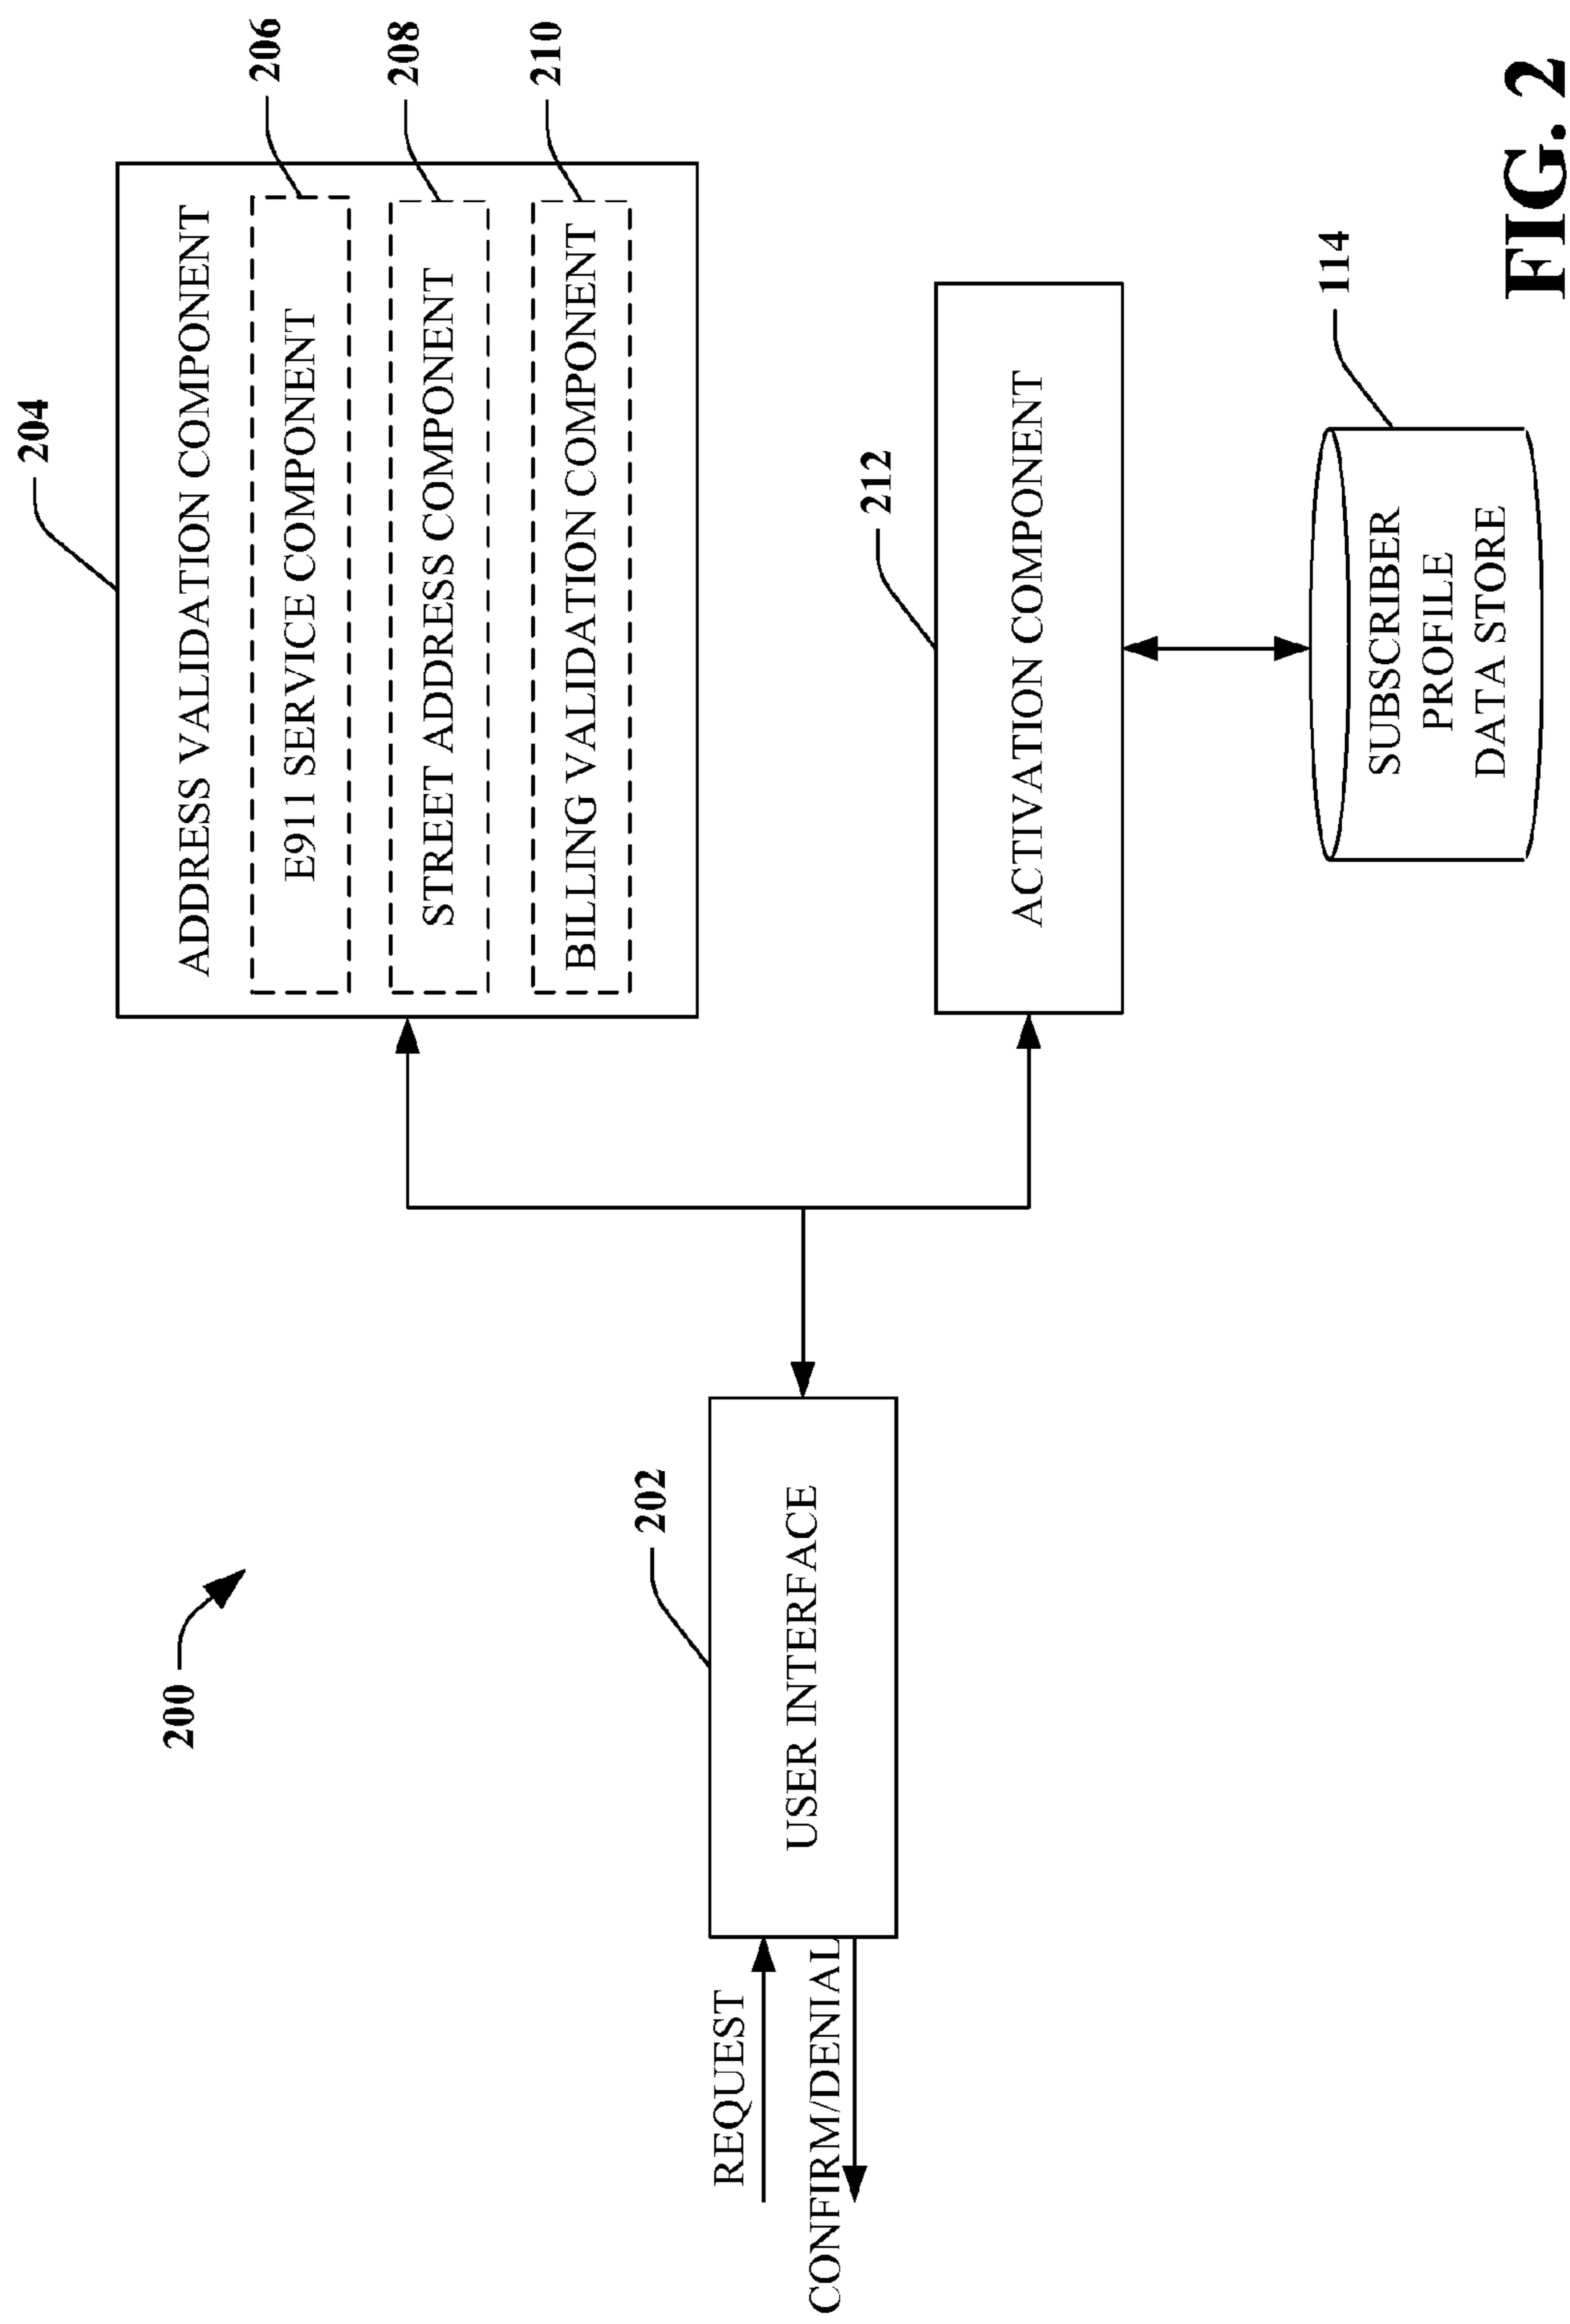 204
ADDRESS VALIDATION COMPONENT
206
E911 SERVICE COMPONENT
208
STREET ADDRESS COMPONENT
210
BILLING VALIDATION COMPONENT
200
202
REQUEST
USER INTERFACE
CONFIRM/DENIAL
212
ACTIVATION COMPONENT
114
SUBSCRIBER
PROFILE
DATA STORE
FIG. 2